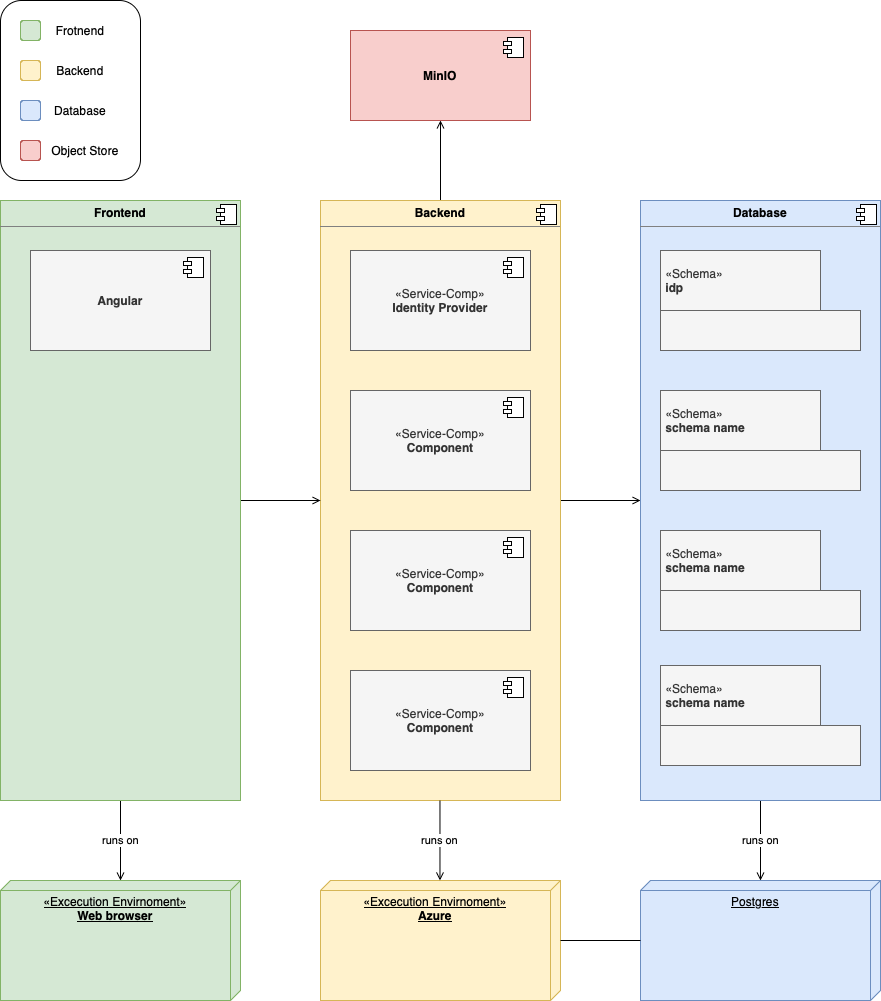 Frotnend
Backend
Database
Object Store
MinIO
Frontend
Backend
Database
Angular
«Service-Comp»
Identity Provider
«Schema»
idp
«Service-Comp»
Component
«Schema»
schema name
«Service-Comp»
Component
«Schema»
schema name
«Service-Comp»
Component
«Schema»
schema name
runs on
runs on
runs on
«Excecution Envirnoment»
Web browser
«Excecution Envirnoment»
Azure
Postgres